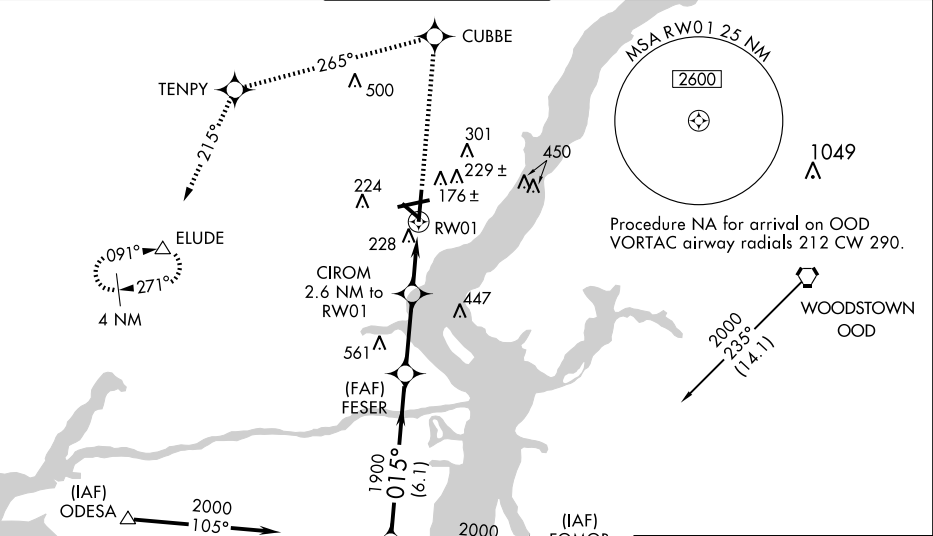 CUBBE
265°
TENPY
500
215°
301
229 ±
450
176 ±
224
RW01
228
091°
ELUDE
271°
4 NM
CIROM
2.6 NM to
RW01
447
561
(FAF)
FESER
1900
015°
(6.1)
(IAF)
ODESA
2000
105°
2000
(IAF)
MSA RW01 25 NM
2600
1049
Procedure NA for arrival on OOD
VORTAC airway radials 212 CW 290.
WOODSTOWN
OOD
2000
235°
(14.1)